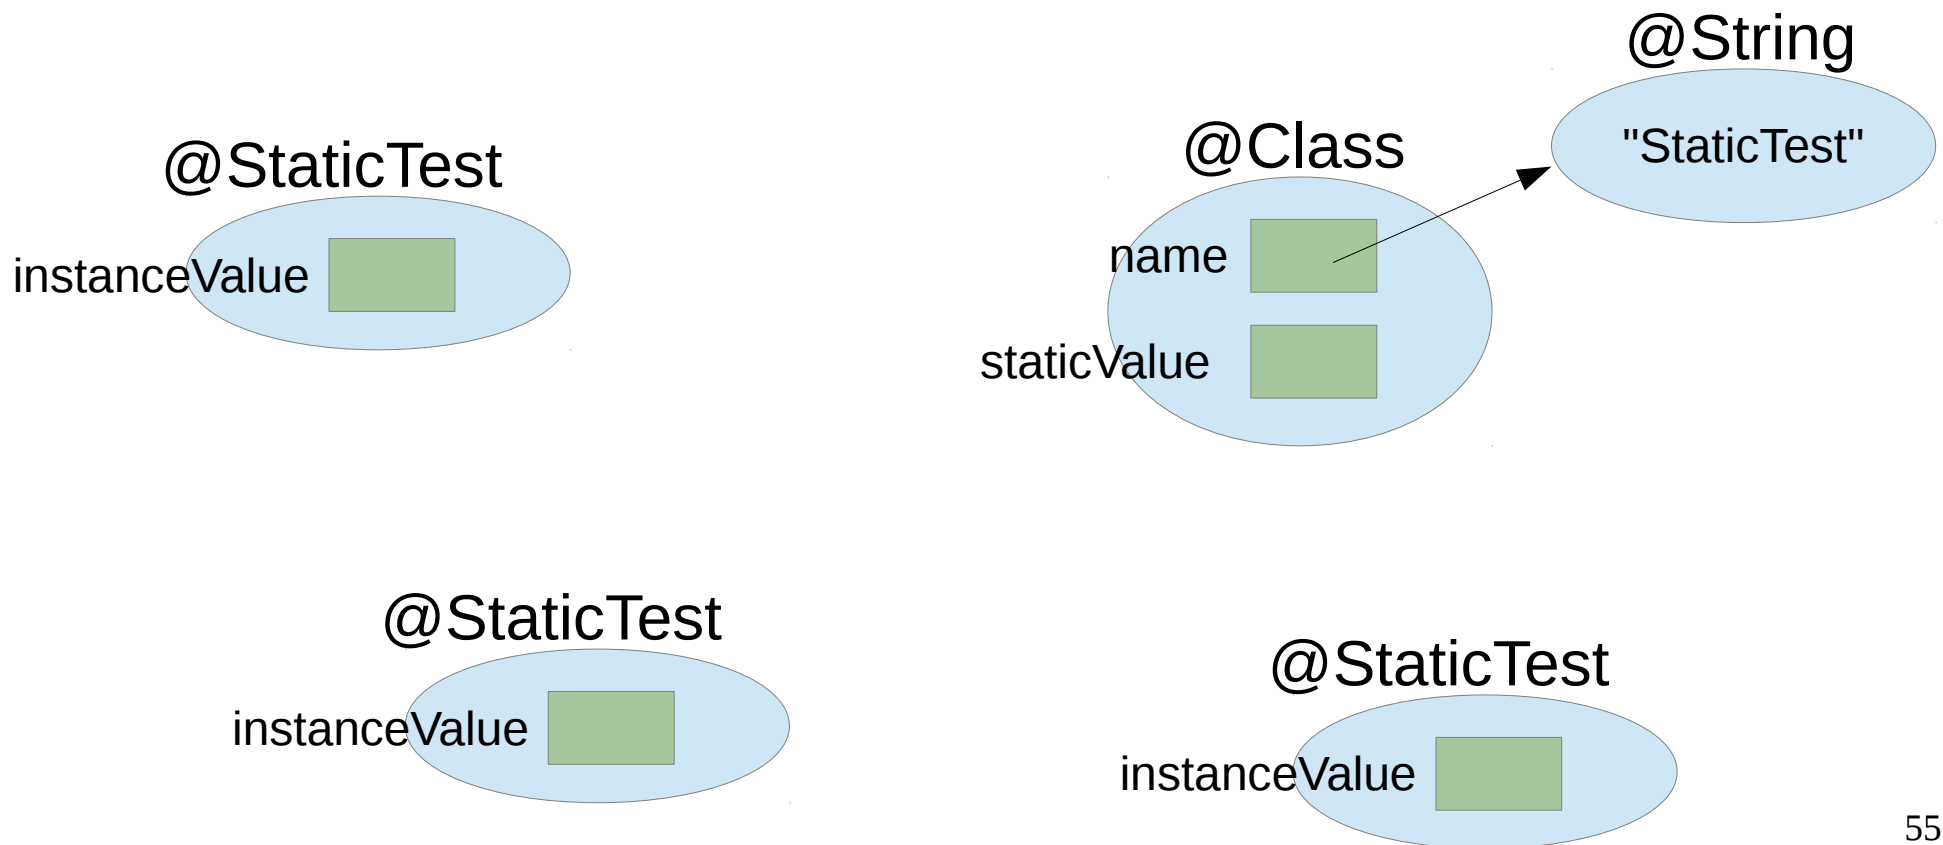 @String
"StaticTest"
@Class
name
staticValue
@StaticTest
instanceValue
@StaticTest
instanceValue
@StaticTest
instanceValue
55